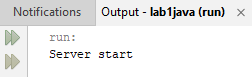 Notifications Output - lab1java (run)
run:
Server start